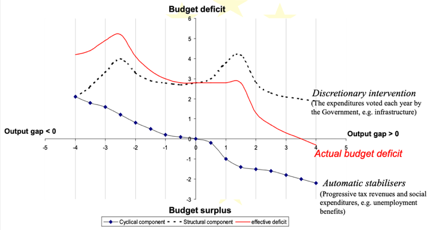 Budget deficit
6
5
4
3
2
1
0
-1
-2
-3
-5 -4 -3 -2 -1 0 1 2 3 4 5
Output gap < 0
Output gap > 0
Discretionary intervention
(The expenditures voted each year by
the Government, e.g. infrastructure)
Actual budget deficit
Automatic stabilisers
(Progressive tax revenues and social
expenditures, e.g. unemployment
benefits)
Budget surplus
Cyclical component Structural component effective deficit